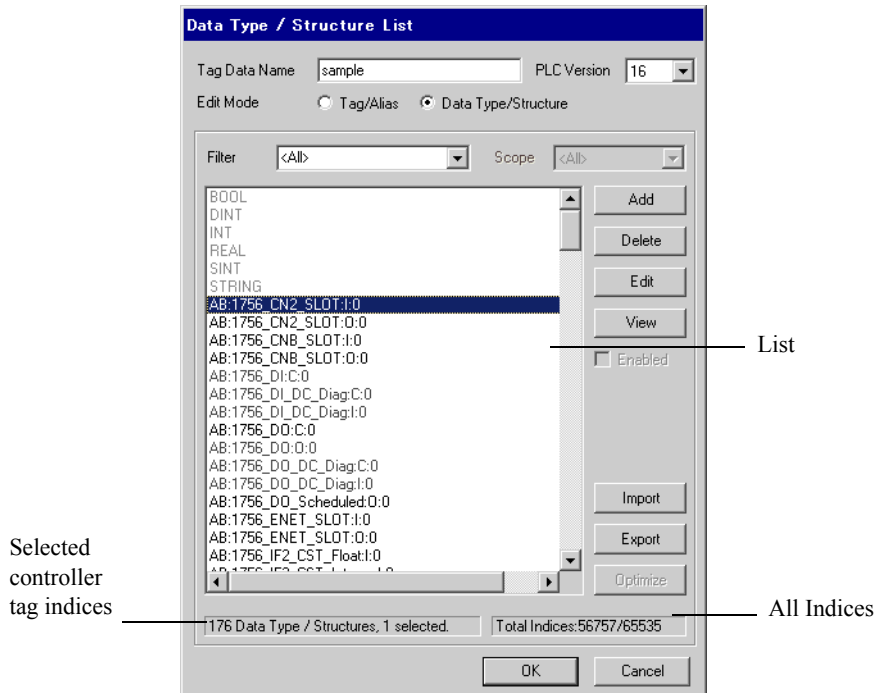 Data Type / Structure List
Tag Data Name sample PLC Version 16
Edit Mode Tag/Alias Data Type/Structure
Filter <All> Scope <All>
BOOL
DINT
INT
REAL
SINT
STRING
AB:1756_CN2_SLOT:I:0
AB:1756_CN2_SLOT:O:0
AB:1756_CNB_SLOT:I:0
AB:1756_CNB_SLOT:O:0
AB:1756_DI:C:0
AB:1756_DI_DC_Diag:C:0
AB:1756_DI_DC_Diag:I:0
AB:1756_DO:C:0
AB:1756_DO:O:0
AB:1756_DO_DC_Diag:C:0
AB:1756_DO_DC_Diag:I:0
AB:1756_DO_Scheduled:O:0
AB:1756_ENET_SLOT:I:0
AB:1756_ENET_SLOT:O:0
AB:1756_IF2_CST_Float:I:0
Add
Delete
Edit
View
Enabled
Import
Export
Optimize
List
Selected
controller
tag indices
176 Data Type / Structures, 1 selected. Total Indices:56757/65535
All Indices
OK Cancel